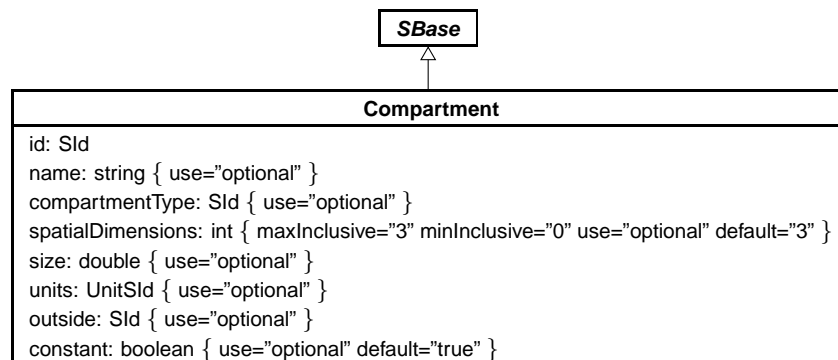 SBase
Compartment
id: SId
name: string { use=”optional” }
compartmentType: SId { use=”optional” }
spatialDimensions: int { maxInclusive=”3” minInclusive=”0” use=”optional” default=”3” }
size: double { use=”optional” }
units: UnitSId { use=”optional” }
outside: SId { use=”optional” }
constant: boolean { use=”optional” default=”true” }